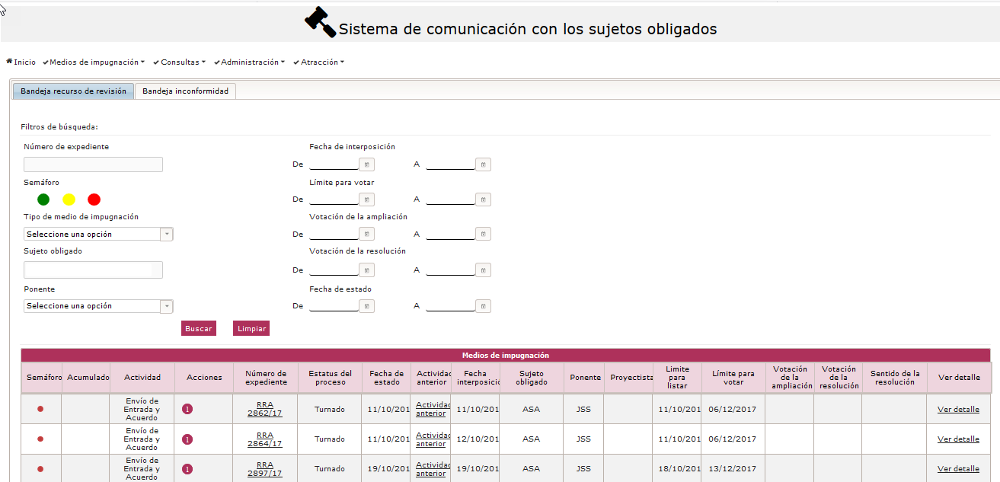 Sistema de comunicación con los sujetos obligados
Inicio Medios de impugnación Consultas Administración Atracción
Bandeja recurso de revisión Bandeja inconformidad
Filtros de búsqueda:
Número de expediente Fecha de interposición
De A
Semáforo Límite para votar
De A
Tipo de medio de impugnación Votación de la ampliación
Seleccione una opción De A
Sujeto obligado Votación de la resolución
De A
Ponente Fecha de estado
Seleccione una opción De A
Buscar Limpiar
Medios de impugnación
Semáforo Acumulado Actividad Acciones Número de expediente Estatus del proceso Fecha de estado Actividad anterior Fecha interposició Sujeto obligado Ponente Proyectista Limite para listar Límite para votar Votación de la ampliación Votación de la resolución Sentido de la resolución Ver detalle
Envío de Entrada y Acuerdo 1 RRA 2862/17 Turnado 11/10/201 Actividad anterior 11/10/201 ASA JSS 11/10/201 06/12/2017 Ver detalle
Envío de Entrada y Acuerdo 1 RRA 2864/17 Turnado 11/10/201 Actividad anterior 12/10/201 ASA JSS 11/10/201 06/12/2017 Ver detalle
Envío de Entrada y Acuerdo 1 RRA 2897/17 Turnado 19/10/201 Actividad anterior 19/10/201 ASA JSS 18/10/201 13/12/2017 Ver detalle